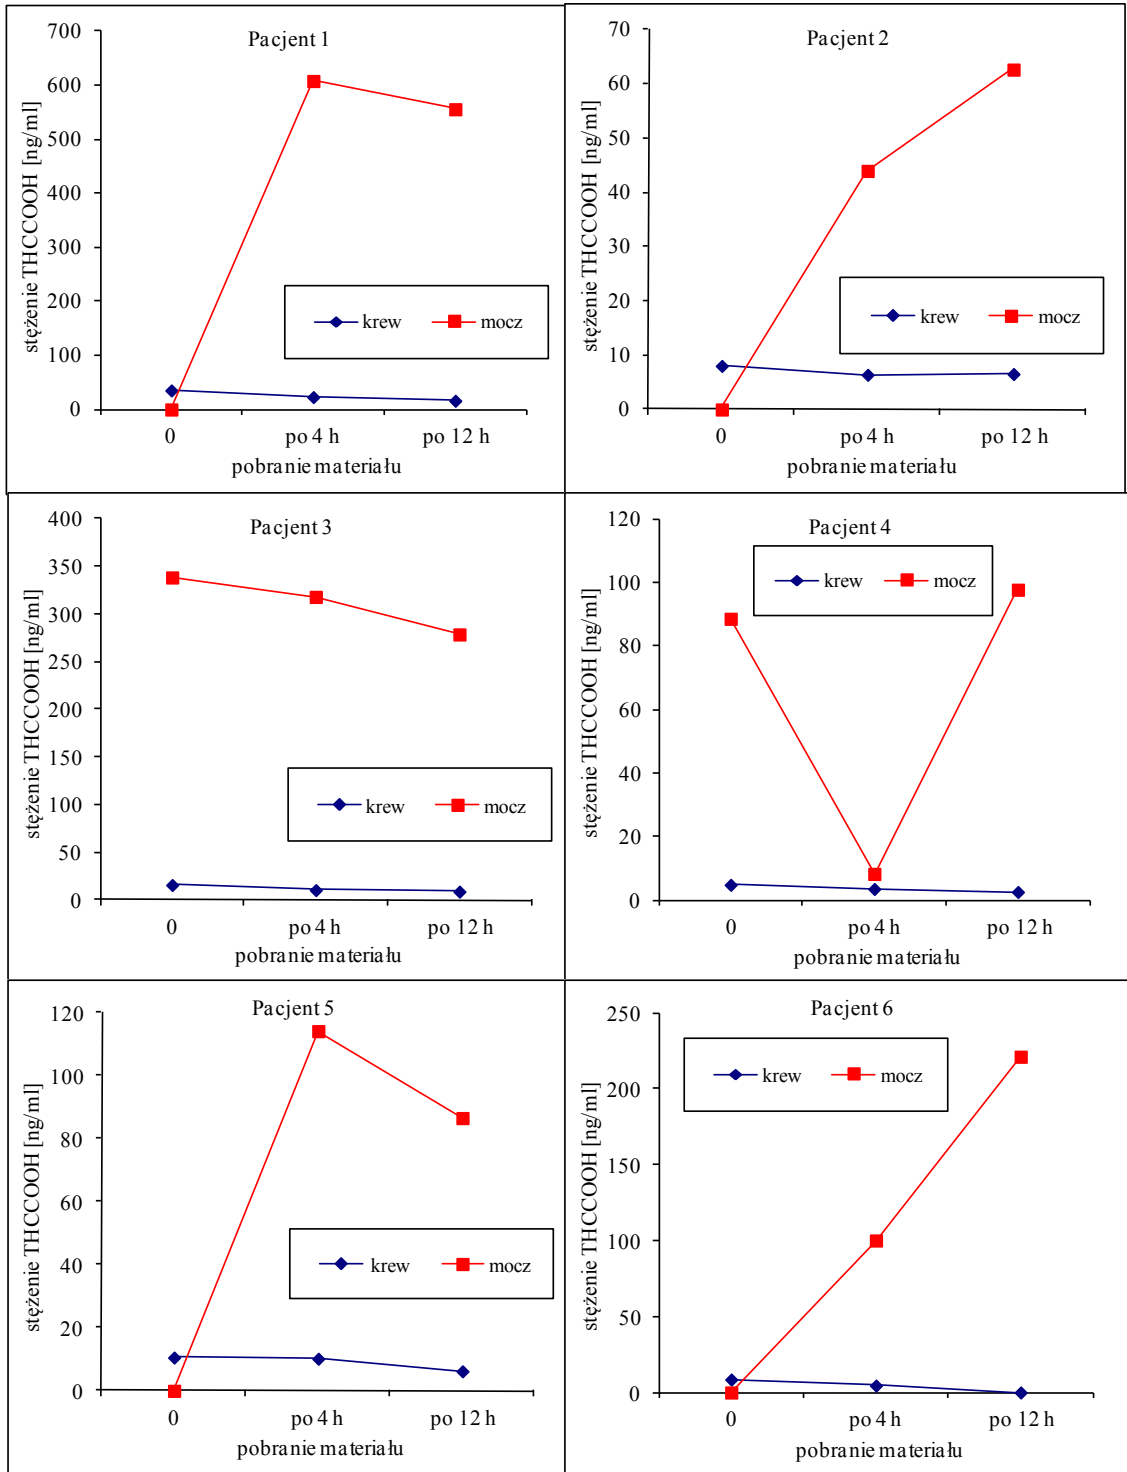 Pacjent 1
stężenie THCCOOH [ng/ml]
700
600
500
400
300
200
100
0
krew
mocz
0
po 4 h
po 12 h
pobranie materiału
Pacjent 2
stężenie THCCOOH [ng/ml]
70
60
50
40
30
20
10
0
krew
mocz
0
po 4 h
po 12 h
pobranie materiału
Pacjent 3
stężenie THCCOOH [ng/ml]
400
350
300
250
200
150
100
50
0
krew
mocz
0
po 4 h
po 12 h
pobranie materiału
Pacjent 4
stężenie THCCOOH [ng/ml]
120
100
80
60
40
20
0
krew
mocz
0
po 4 h
po 12 h
pobranie materiału
Pacjent 5
stężenie THCCOOH [ng/ml]
120
100
80
60
40
20
0
krew
mocz
0
po 4 h
po 12 h
pobranie materiału
Pacjent 6
stężenie THCCOOH [ng/ml]
250
200
150
100
50
0
krew
mocz
0
po 4 h
po 12 h
pobranie materiału